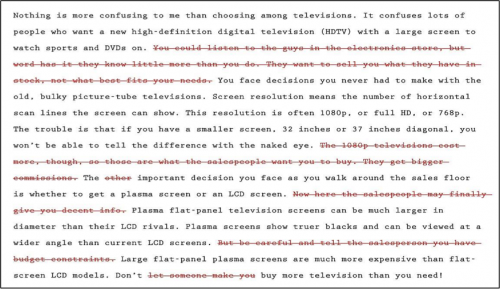 Nothing is more confusing to me than choosing among televisions. It confuses lots of
people who want a new high-definition digital television (HDTV) with a large screen to
watch sports and DVDs on. You could listen to the guys in the electronics store, but
word has it they know little more than you do. They want to sell you what they have in
stock, not what best fits your needs. You face decisions you never had to make with the
old, bulky picture-tube televisions. Screen resolution means the number of horizontal
scan lines the screen can show. This resolution is often 1080p, or full HD, or 768p.
The trouble is that if you have a smaller screen, 32 inches or 37 inches diagonal, you
won't be able to tell the difference with the naked eye. The 1080p televisions cost
more, though, so those are what the salespeople want you to buy. They get bigger
commissions. The other important decision you face as you walk around the sales floor
is whether to get a plasma screen or an LCD screen. Now here the salespeople may finally
give you decent info. Plasma flat-panel television screens can be much larger in
diameter than their LCD rivals. Plasma screens show truer blacks and can be viewed at a
wider angle than current LCD screens. But be careful and tell the salesperson you have
budget constraints. Large flat-panel plasma screens are much more expensive than flat-
screen LCD models. Don't let someone make you buy more television than you need!